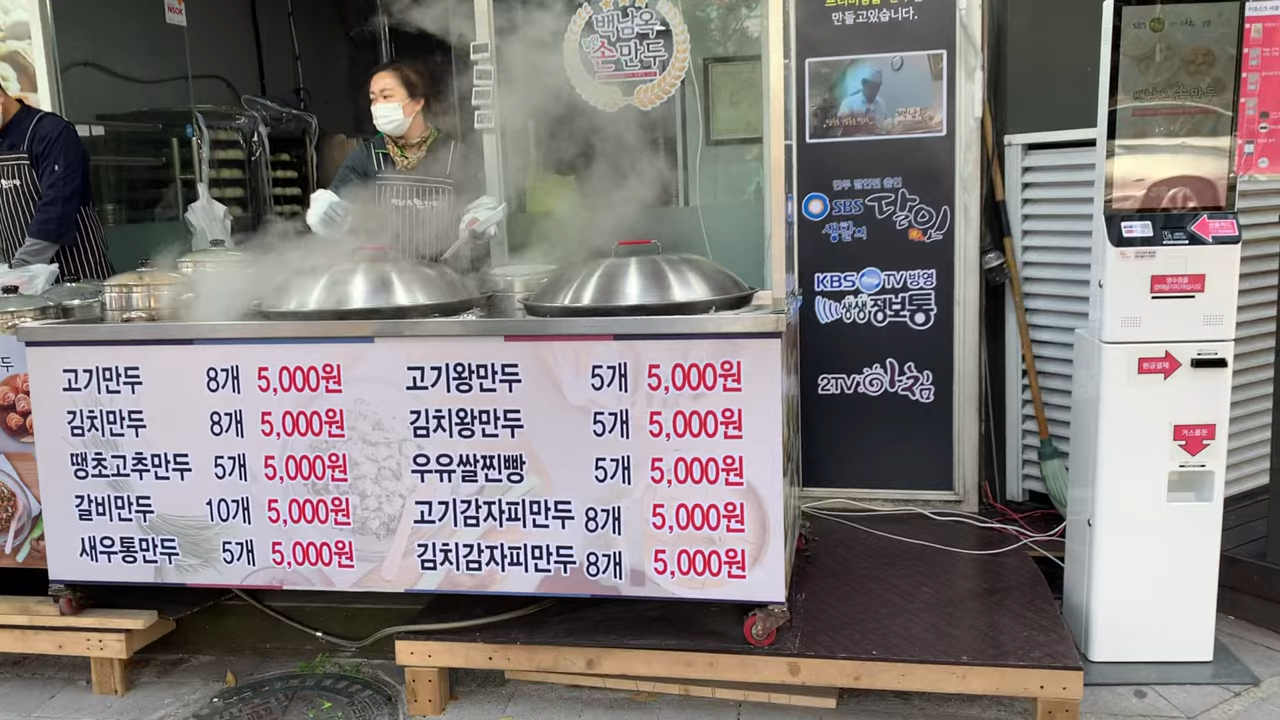 백남옥
손만두
만들고있습니다.
SBS
생활의 달인
KBS TV 방영
생생정보통
2TV.아침
고기만두 8개 5,000원
김치만두 8개 5,000원
땡초고추만두 5개 5,000원
갈비만두 10개 5,000원
새우통만두 5개 5,000원
고기왕만두 5개 5,000원
김치왕만두 5개 5,000원
우유쌀찐빵 5개 5,000원
고기감자피만두 8개 5,000원
김치감자피만두 8개 5,000원
현금결제
거스름돈